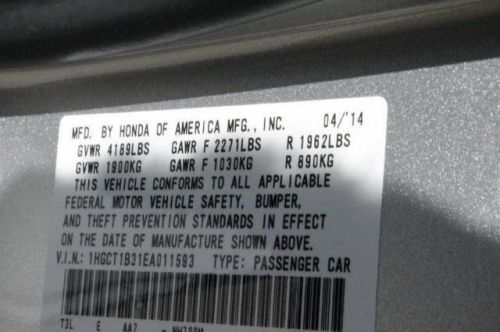 MFD. BY HONDA OF AMERICA MFG., INC. 04/'14
GVWR 4189LBS GAWR F 2271LBS R 1962LBS
GVWR 1900KG GAWR F 1030KG R 890KG
THIS VEHICLE CONFORMS TO ALL APPLICABLE
FEDERAL MOTOR VEHICLE SAFETY, BUMPER,
AND THEFT PREVENTION STANDARDS IN EFFECT
ON THE DATE OF MANUFACTURE SHOWN ABOVE.
V.I.N.: 1HGCT1B31EA011593 TYPE: PASSENGER CAR
T3L E AA7